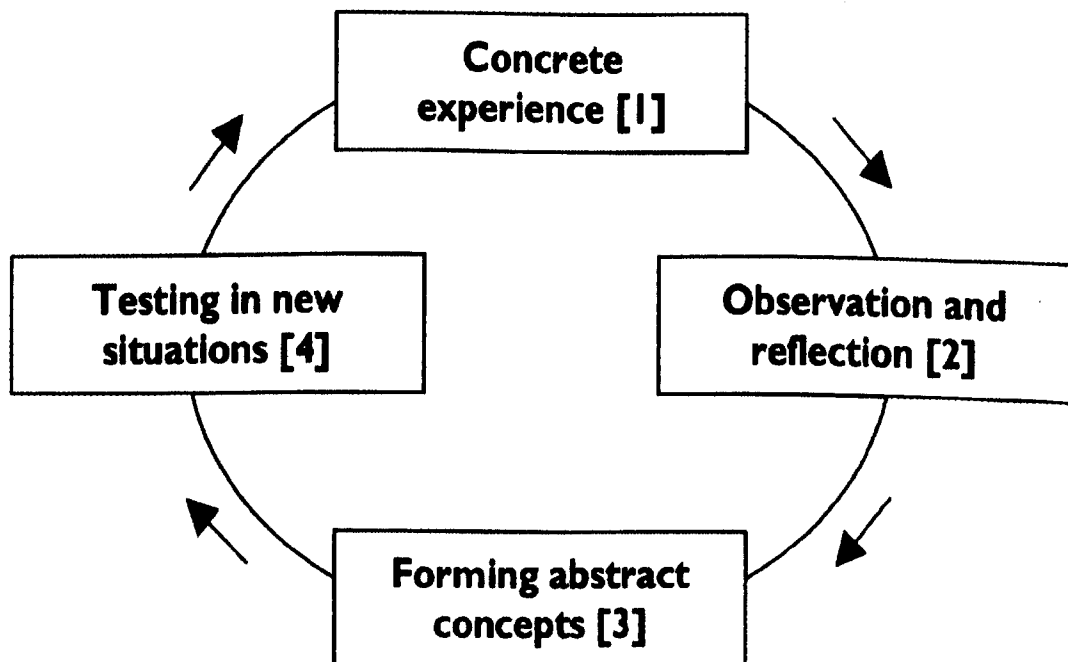 Concrete
experience [1]
Observation and
reflection [2]
Forming abstract
concepts [3]
Testing in new
situations [4]